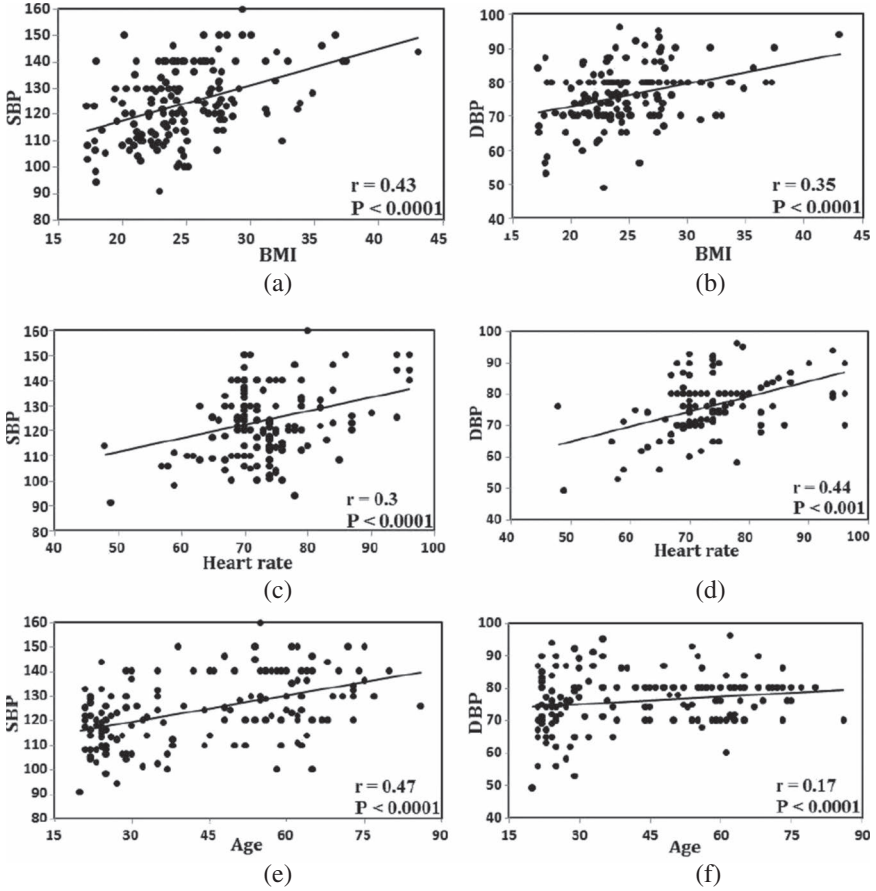 (a)
SBP
160
150
140
130
120
110
100
90
80
15 20 25 30 35 40 45
BMI
r = 0.43
P < 0.0001
(b)
DBP
100
90
80
70
60
50
40
15 20 25 30 35 40 45
BMI
r = 0.35
P < 0.0001
SBP
160
150
140
130
120
110
100
90
80
40 50 60 70 80 90 100
Heart rate
r = 0.3
P < 0.0001
(c)
DBP
100
90
80
70
60
50
40
40 50 60 70 80 90 100
Heart rate
r = 0.44
P < 0.001
(d)
SBP
160
150
140
130
120
110
100
90
80
15 30 45 60 75 90
Age
r = 0.47
P < 0.0001
(e)
DBP
100
90
80
70
60
50
40
15 30 45 60 75 90
Age
r = 0.17
P < 0.0001
(f)